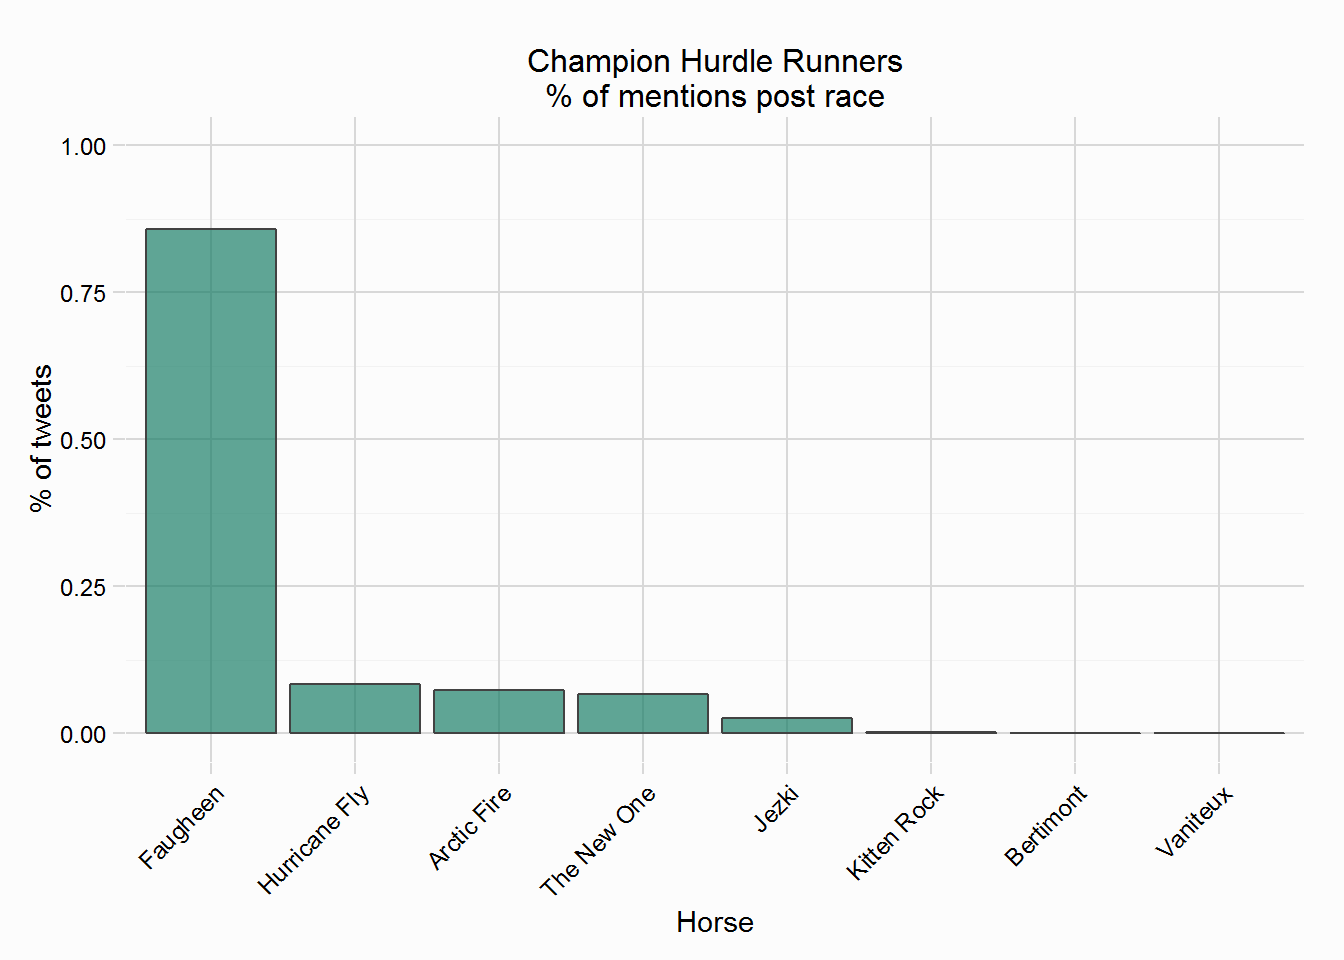 Champion Hurdle Runners
% of mentions post race
1.00
0.75
0.50
0.25
0.00
% of tweets
Faugheen
Hurricane Fly
Arctic Fire
The New One
Jezki
Kitten Rock
Bertimont
Vaniteux
Horse